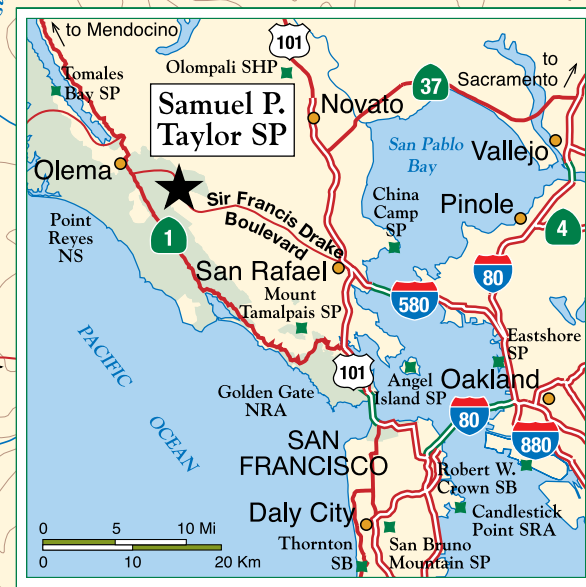 to Mendocino
101
to
Sacramento
Olompali SHP
37
Tomales
Bay SP
Samuel P.
Taylor SP
Novato
San Pablo
Bay
Vallejo
Olema
China
Camp
SP
Pinole
Sir Francis Drake
Boulevard
Point
Reyes
NS
1
4
San Rafael
80
580
Mount
Tamalpais SP
Eastshore
SP
PACIFIC
OCEAN
101
Angel
Island SP
Oakland
Golden Gate
NRA
80
880
SAN
FRANCISCO
Robert W.
Crown SB
Daly City
Candlestick
Point SRA
0 5 10 Mi
0 10 20 Km
Thornton
SB
San Bruno
Mountain SP